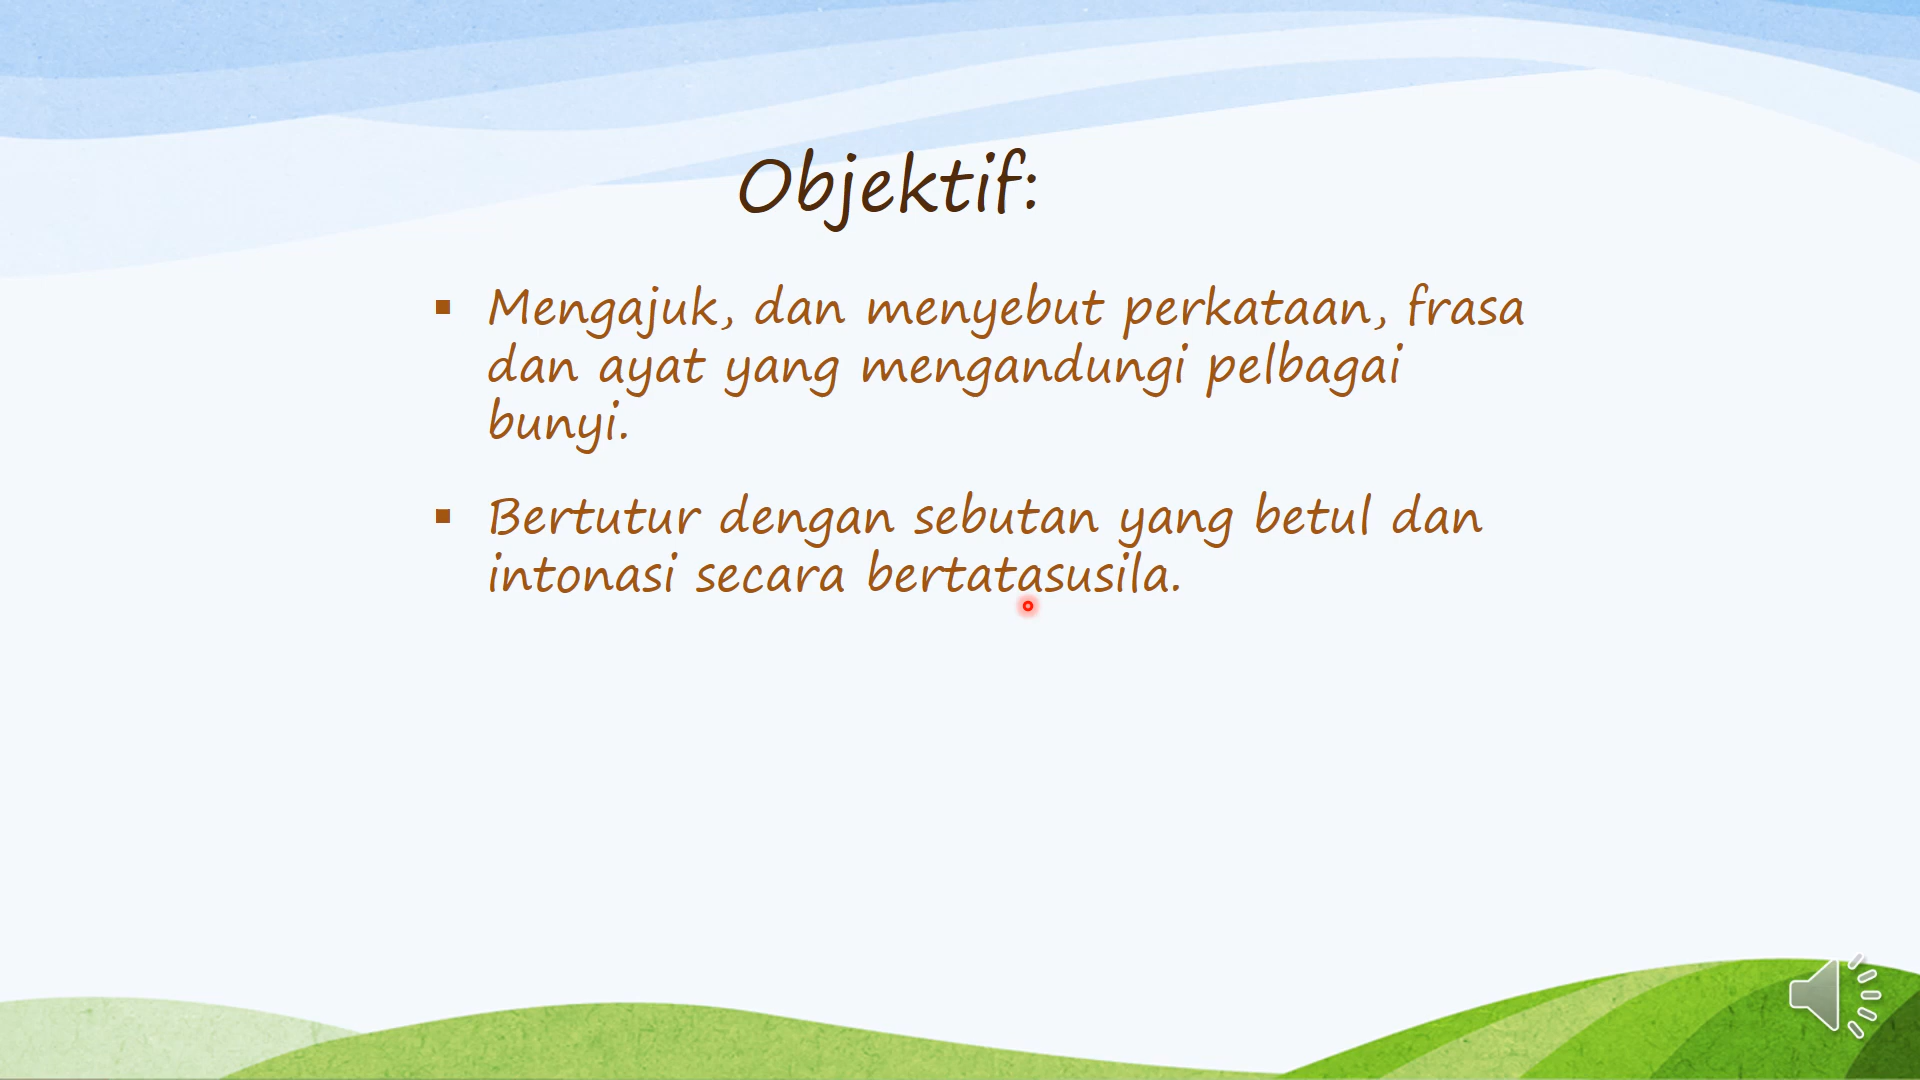 Objektif:
▪ Mengajuk, dan menyebut perkataan, frasa
dan ayat yang mengandungi pelbagai
bunyi.
▪ Bertutur dengan sebutan yang betul dan
intonasi secara bertatasusila.